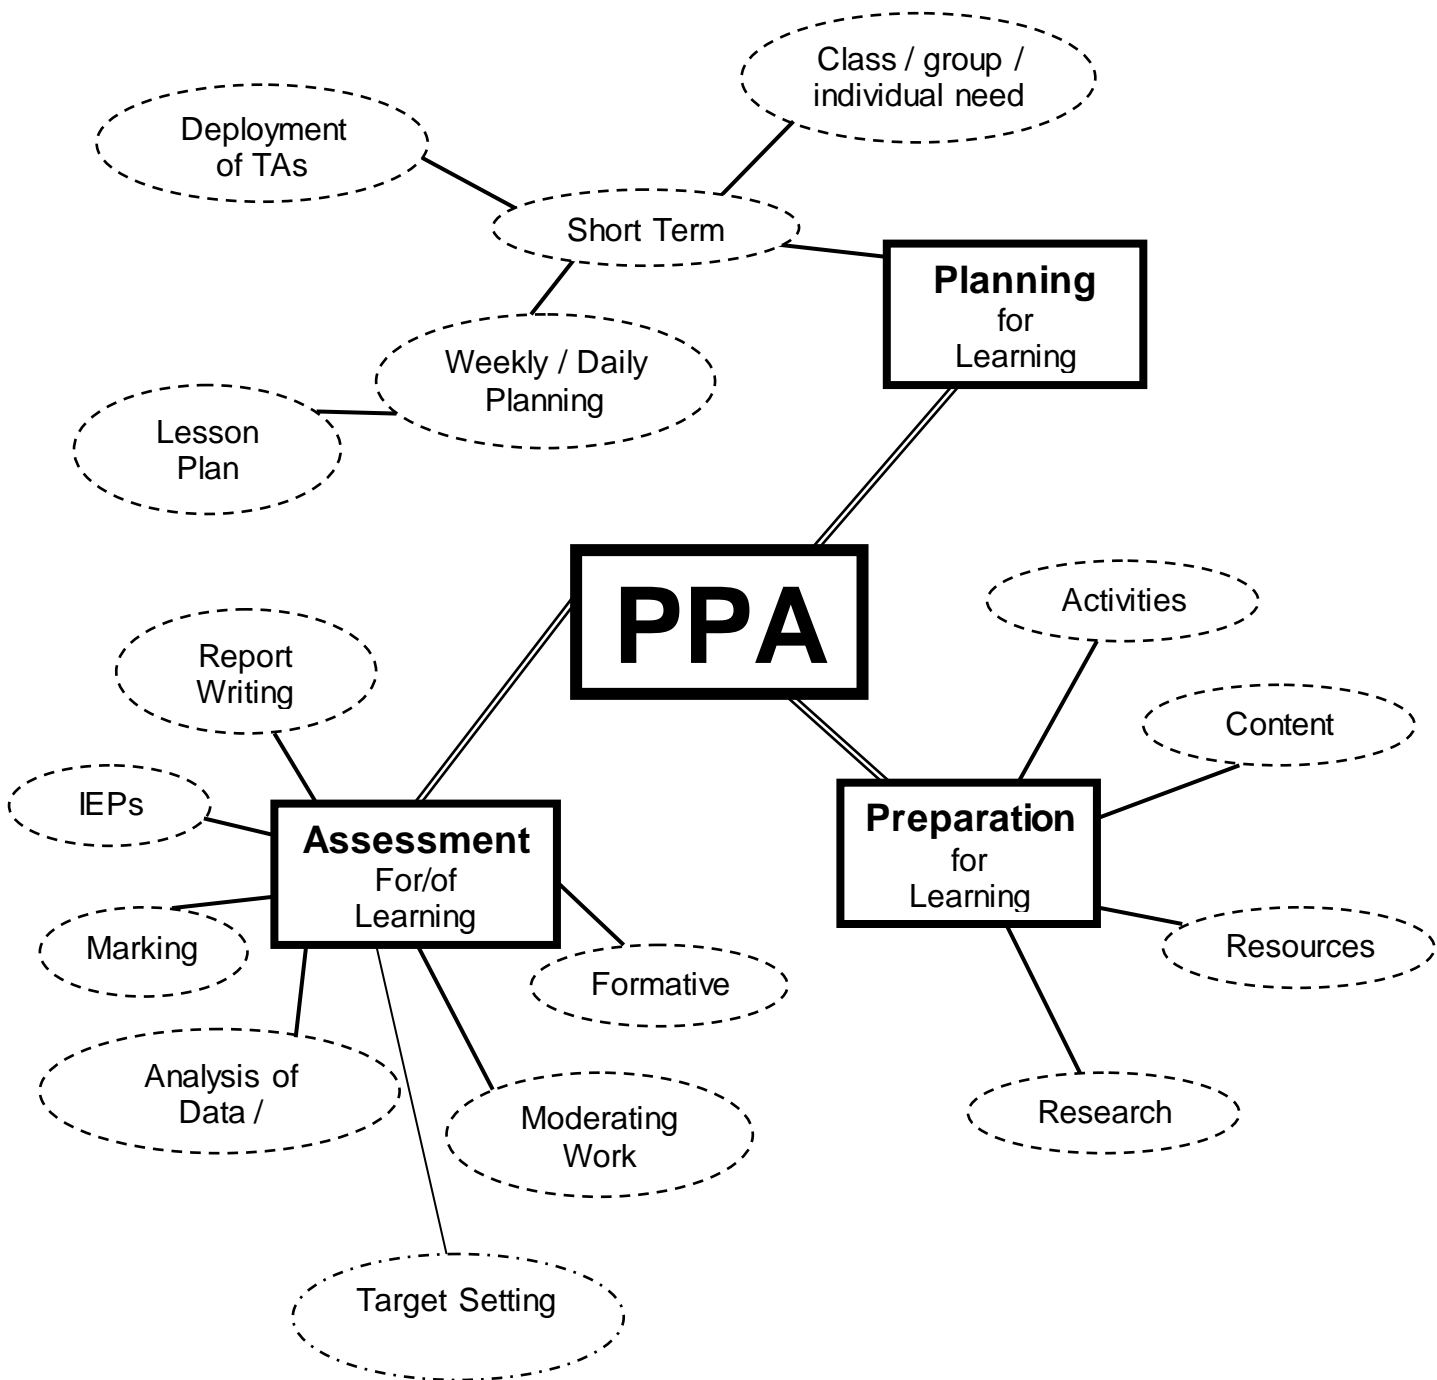 Class / group /
individual need
Deployment
of TAs
Short Term
Planning
for
Learning
Weekly / Daily
Planning
Lesson
Plan
PPA
Activities
Report
Writing
Content
IEPs
Assessment
For/of
Learning
Preparation
for
Learning
Marking
Formative
Resources
Analysis of
Data /
Moderating
Work
Research
Target Setting